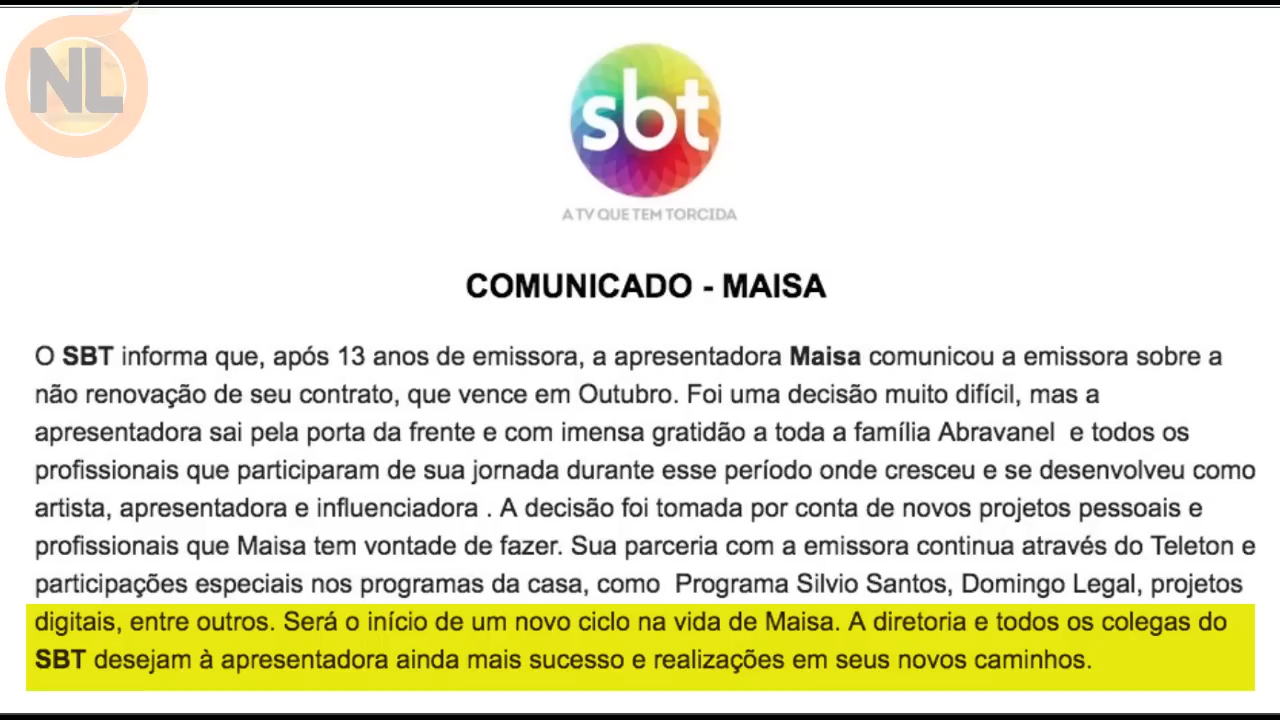 NL
sbt
A TV QUE TEM TORCIDA
COMUNICADO - MAISA
O SBT informa que, após 13 anos de emissora, a apresentadora Maisa comunicou a emissora sobre a
não renovação de seu contrato, que vence em Outubro. Foi uma decisão muito difícil, mas a
apresentadora sai pela porta da frente e com imensa gratidão a toda a família Abravanel  e todos os
profissionais que participaram de sua jornada durante esse período onde cresceu e se desenvolveu como
artista, apresentadora e influenciadora . A decisão foi tomada por conta de novos projetos pessoais e
profissionais que Maisa tem vontade de fazer. Sua parceria com a emissora continua através do Teleton e
participações especiais nos programas da casa, como  Programa Silvio Santos, Domingo Legal, projetos
digitais, entre outros. Será o início de um novo ciclo na vida de Maisa. A diretoria e todos os colegas do
SBT desejam à apresentadora ainda mais sucesso e realizações em seus novos caminhos.